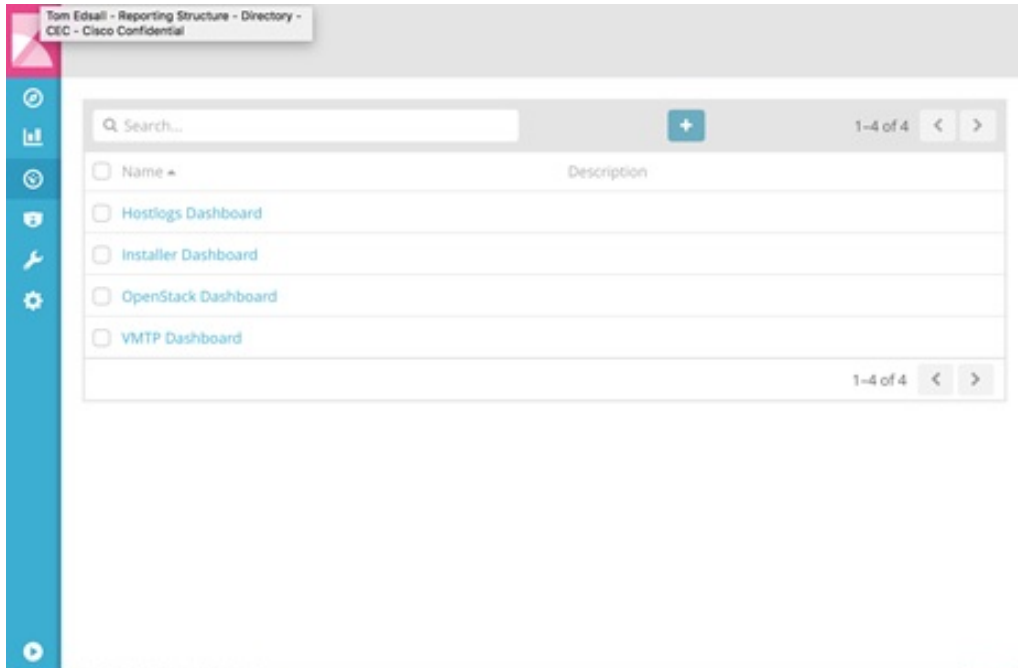 Tom Edsall - Reporting Structure - Directory -
CEC - Cisco Confidential
Search...
1–4 of 4
Name
Description
Hostlogs Dashboard
Installer Dashboard
OpenStack Dashboard
VMTP Dashboard
1–4 of 4